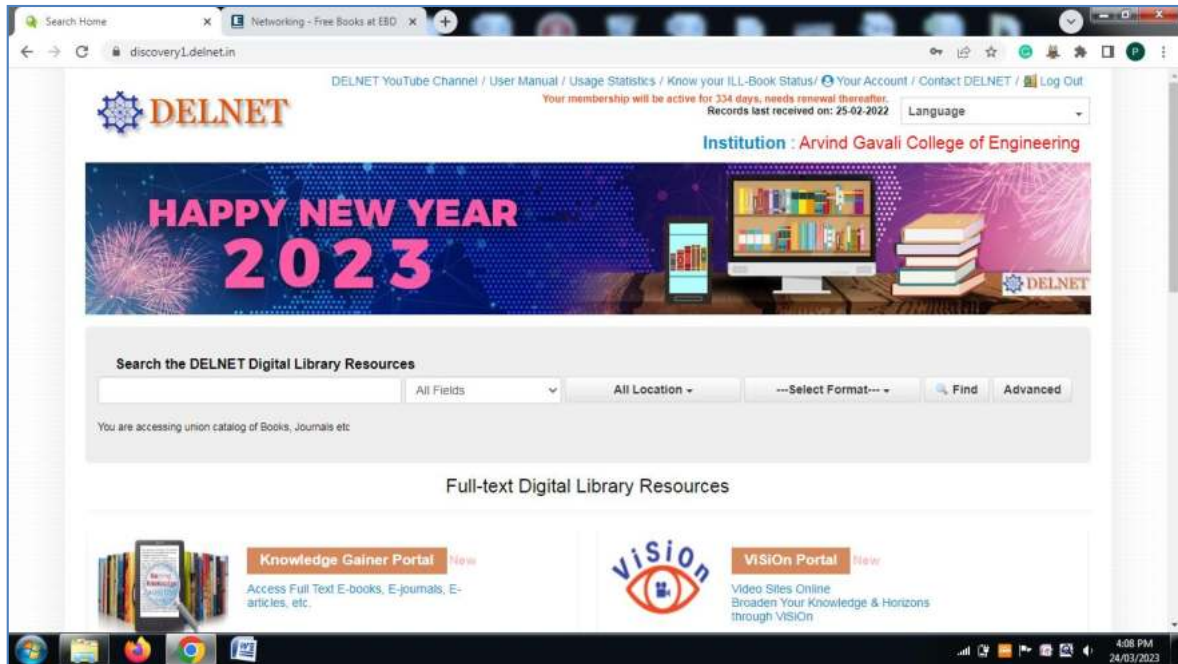 Search Home
Networking - Free Books at EBD
discovery1.delnet.in
P
DELNET YouTube Channel / User Manual / Usage Statistics / Know your ILL-Book Status/ Your Account / Contact DELNET / Log Out
Your membership will be active for 334 days, needs renewal thereafter.
Records last received on: 25-02-2022
Language
DELNET
Institution : Arvind Gavali College of Engineering
HAPPY NEW YEAR
2023
DELNET
Search the DELNET Digital Library Resources
All Fields
All Location
---Select Format---
Find
Advanced
You are accessing union catalog of Books, Journals etc
Full-text Digital Library Resources
Knowledge Gainer Portal New
Access Full Text E-books, E-journals, E-
articles, etc.
ViSiOn
ViSiOn Portal New
Video Sites Online
Broaden Your Knowledge & Horizons
through ViSiOn
4:08 PM
24/03/2023